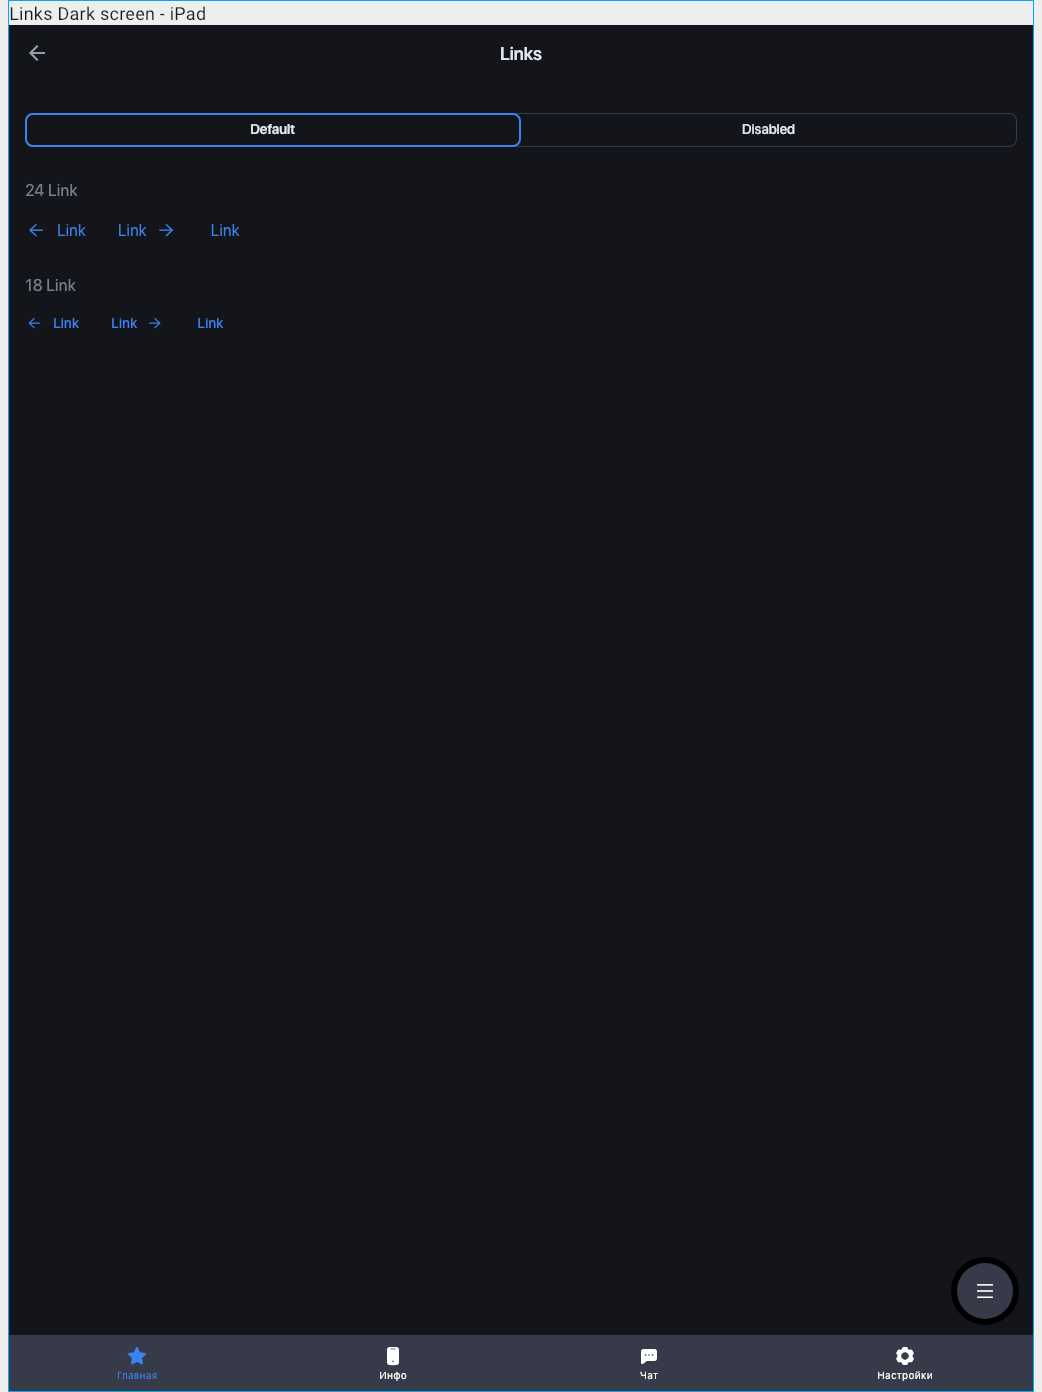 Links Dark screen - iPad
Links
Default Disabled
24 Link
Link Link Link
18 Link
Link Link Link
Главная Инфо Чат Настройки